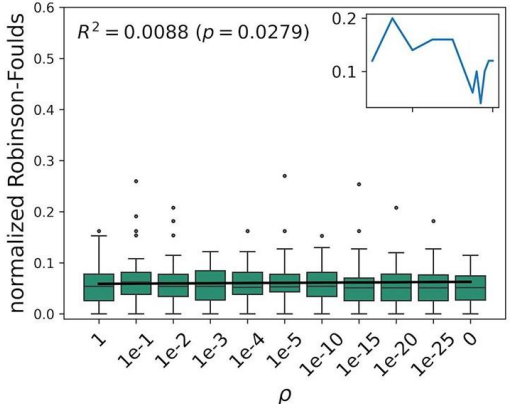 R² = 0.0088 (p = 0.0279)
normalized Robinson-Foulds
0.6
0.5
0.4
0.3
0.2
0.1
0.0
0.2
0.1
1 1e-1 1e-2 1e-3 1e-4 1e-5 1e-10 1e-15 1e-20 1e-25 0
ρ